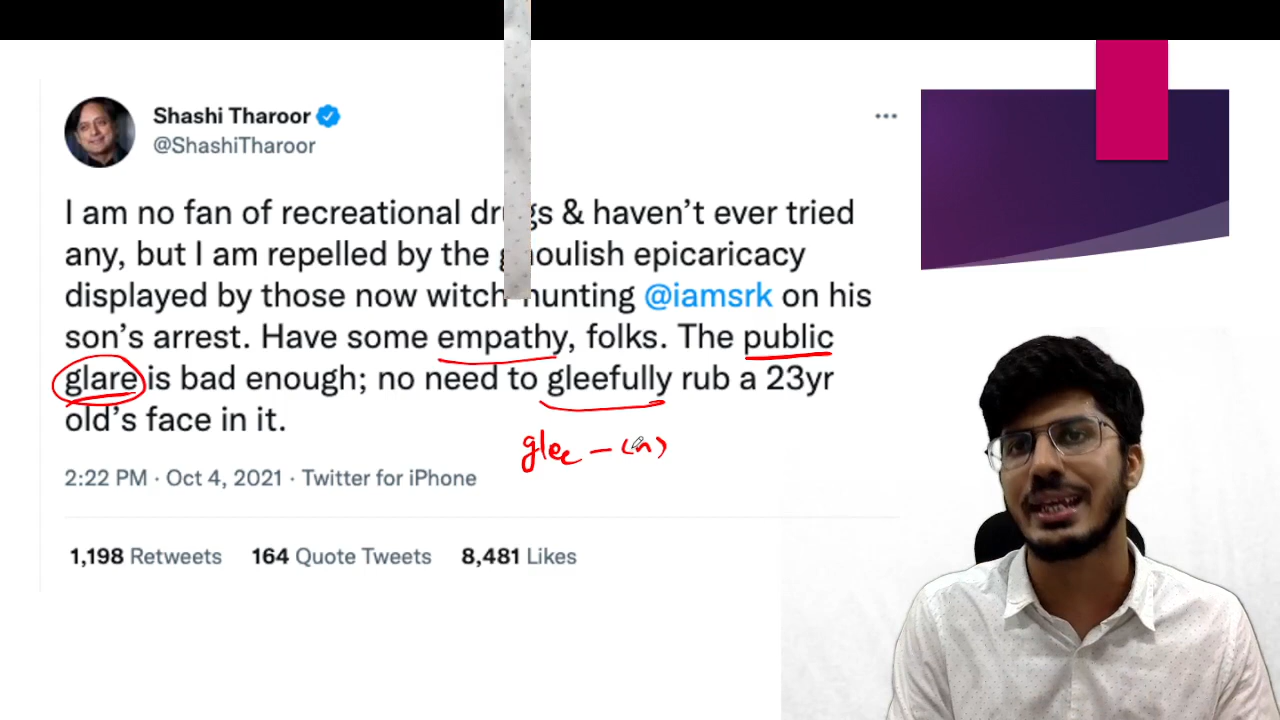 Shashi Tharoor
@ShashiTharoor
I am no fan of recreational drugs & haven't ever tried
any, but I am repelled by the ghoulish epicaricacy
displayed by those now witch hunting @iamsrk on his
son's arrest. Have some empathy, folks. The public
glare is bad enough; no need to gleefully rub a 23yr
old's face in it.
glee – (n)
2:22 PM · Oct 4, 2021 · Twitter for iPhone
1,198 Retweets 164 Quote Tweets 8,481 Likes